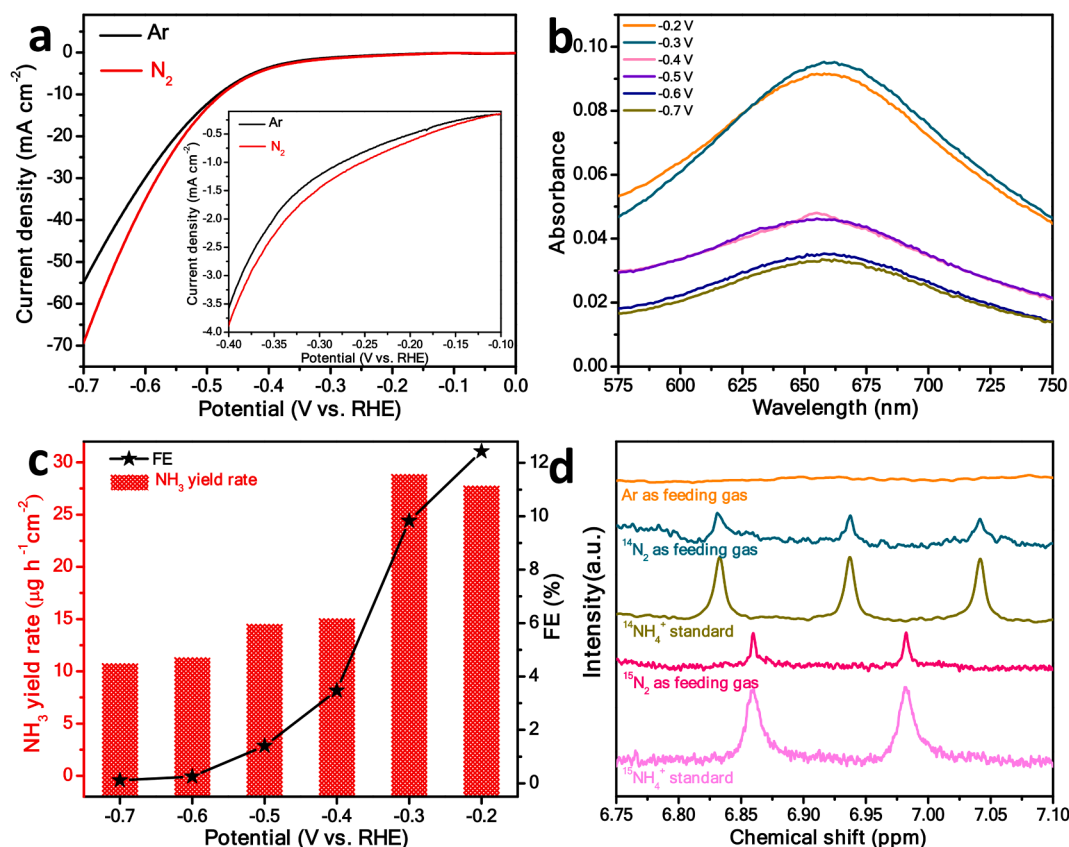 a
Ar
N2
0
-10
-20
-30
-40
-50
-60
-70
Current density (mA cm-2)
-0.7 -0.6 -0.5 -0.4 -0.3 -0.2 -0.1 0.0
Potential (V vs. RHE)
Ar
N2
-0.5
-1.0
-1.5
-2.0
-2.5
-3.0
-3.5
-4.0
Current density (mA cm-2)
-0.40 -0.35 -0.30 -0.25 -0.20 -0.15 -0.10
Potential (V vs. RHE)
b
-0.2 V
-0.3 V
-0.4 V
-0.5 V
-0.6 V
-0.7 V
0.10
0.08
0.06
0.04
0.02
0.00
Absorbance
575 600 625 650 675 700 725 750
Wavelength (nm)
c
FE
NH3 yield rate
30
25
20
15
10
5
0
NH3 yield rate (μg h-1cm-2)
12
10
8
6
4
2
0
FE (%)
-0.7 -0.6 -0.5 -0.4 -0.3 -0.2
Potential (V vs. RHE)
d
Ar as feeding gas
14N2 as feeding gas
14NH4+ standard
15N2 as feeding gas
15NH4+ standard
Intensity(a.u.)
6.75 6.80 6.85 6.90 6.95 7.00 7.05 7.10
Chemical shift (ppm)